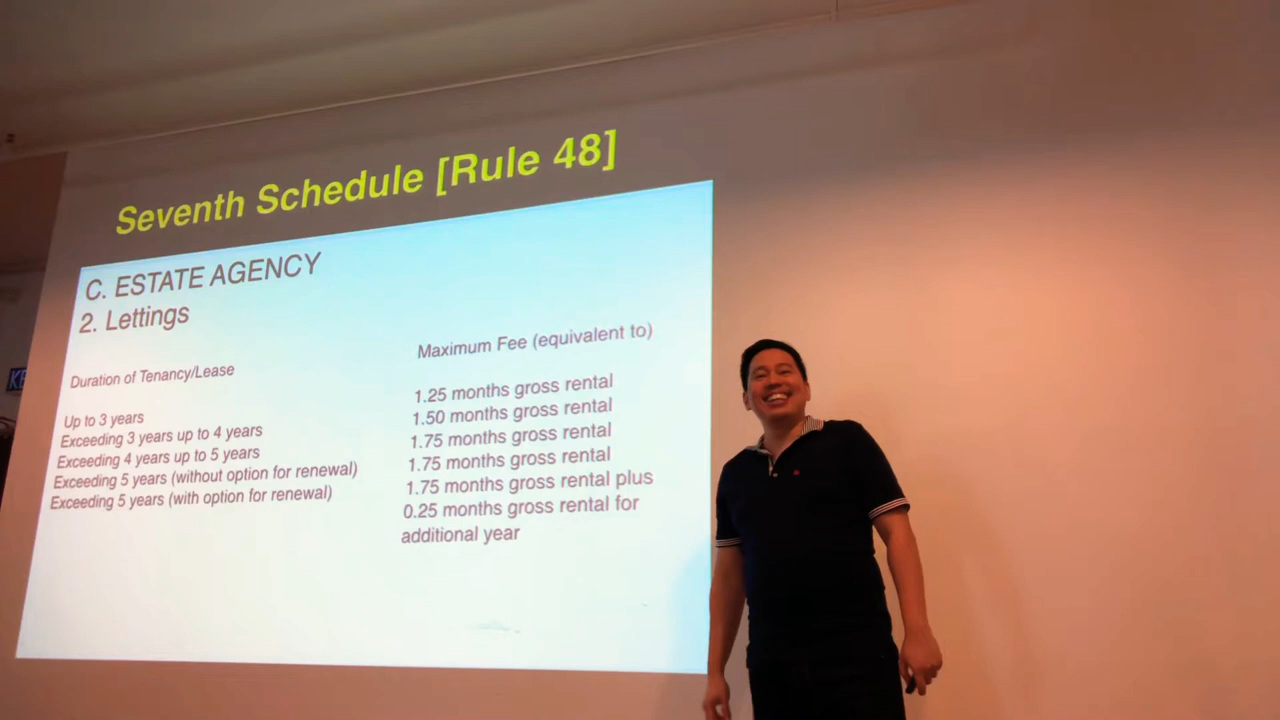 Seventh Schedule [Rule 48]
C. ESTATE AGENCY
2. Lettings
Duration of Tenancy/Lease
Up to 3 years
Exceeding 3 years up to 4 years
Exceeding 4 years up to 5 years
Exceeding 5 years (without option for renewal)
Exceeding 5 years (with option for renewal)
Maximum Fee (equivalent to)
1.25 months gross rental
1.50 months gross rental
1.75 months gross rental
1.75 months gross rental
1.75 months gross rental plus
0.25 months gross rental for
additional year